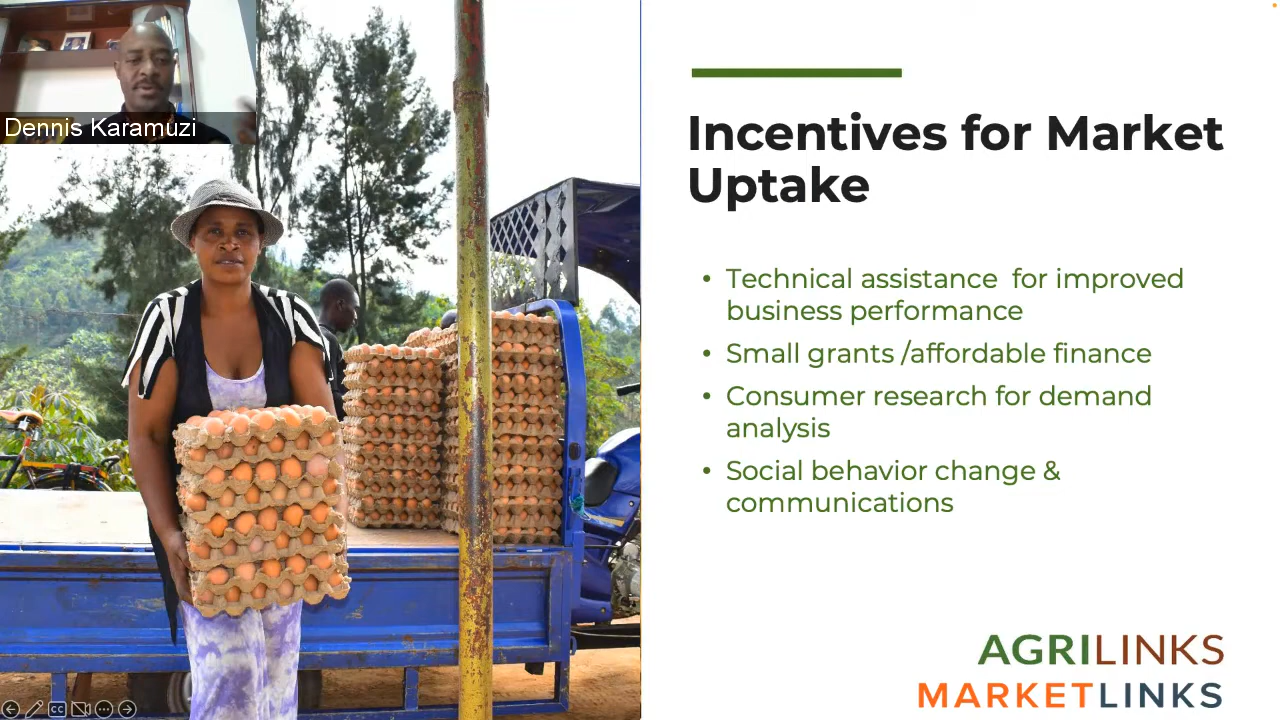 Dennis Karamuzi
Incentives for Market
Uptake
• Technical assistance  for improved
business performance
• Small grants /affordable finance
• Consumer research for demand
analysis
• Social behavior change &
communications
AGRILINKS
MARKETLINKS
CC